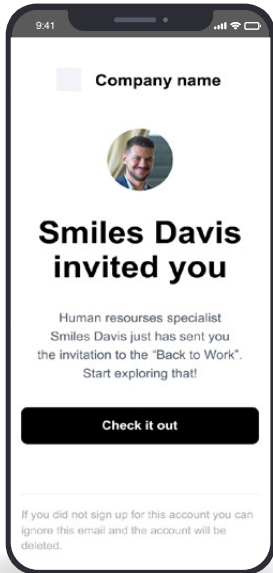 9:41
Company name
Smiles Davis
invited you
Human resourses specialist
Smiles Davis just has sent you
the invitation to the “Back to Work”.
Start exploring that!
Check it out
If you did not sign up for this account you can
ignore this email and the account will be
deleted.